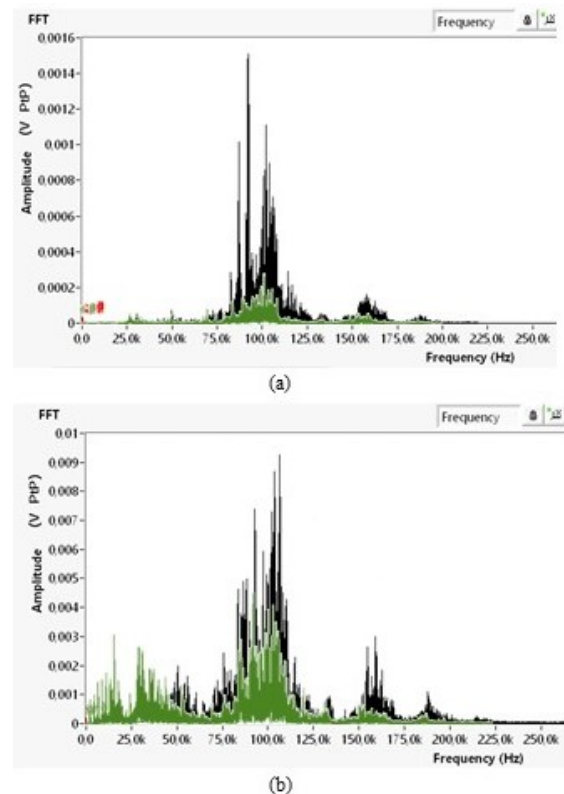 FFT
Frequency
Amplitude (V PtP)
0,0016
0,0014
0,0012
0,001
0,0008
0,0006
0,0004
0,0002
0
0,0 25,0k 50,0k 75,0k 100,0k 125,0k 150,0k 175,0k 200,0k 225,0k 250,0k
Frequency (Hz)
(a)
FFT
Frequency
Amplitude (V PtP)
0,01
0,009
0,008
0,007
0,006
0,005
0,004
0,003
0,002
0,001
0
0,0 25,0k 50,0k 75,0k 100,0k 125,0k 150,0k 175,0k 200,0k 225,0k 250,0k
Frequency (Hz)
(b)